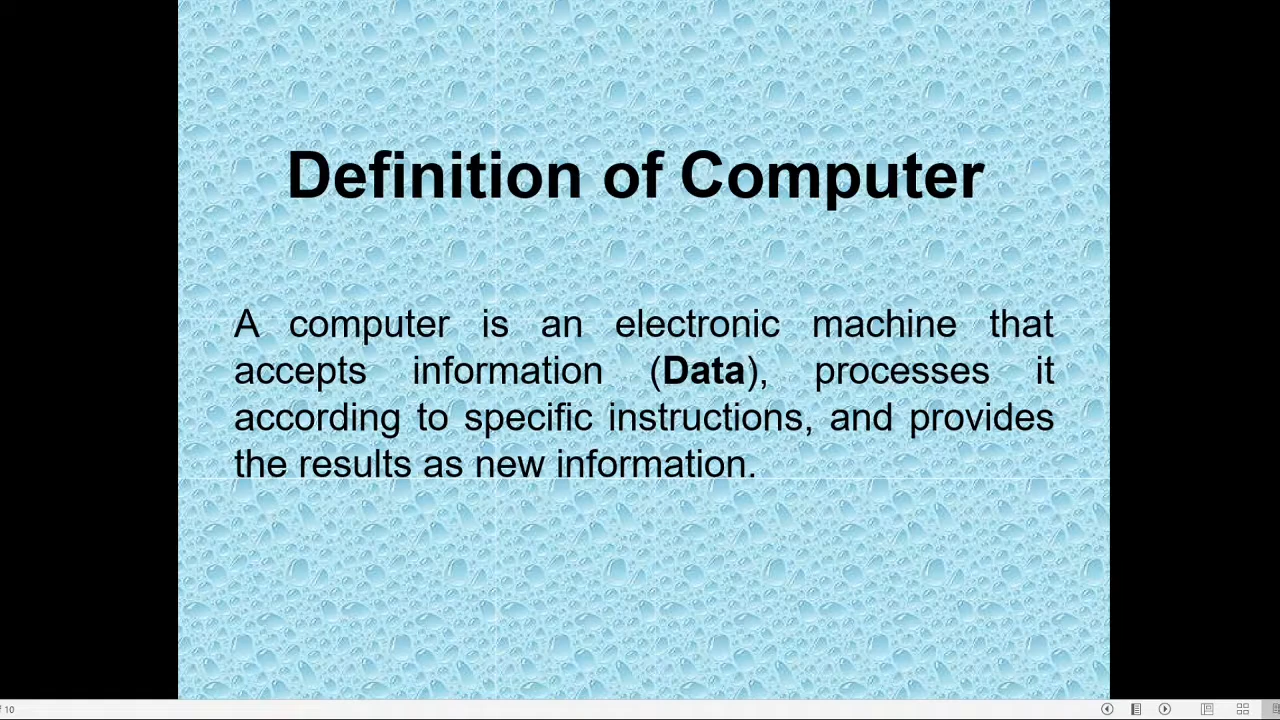 Definition of Computer
A computer is an electronic machine that
accepts information (Data), processes it
according to specific instructions, and provides
the results as new information.
10